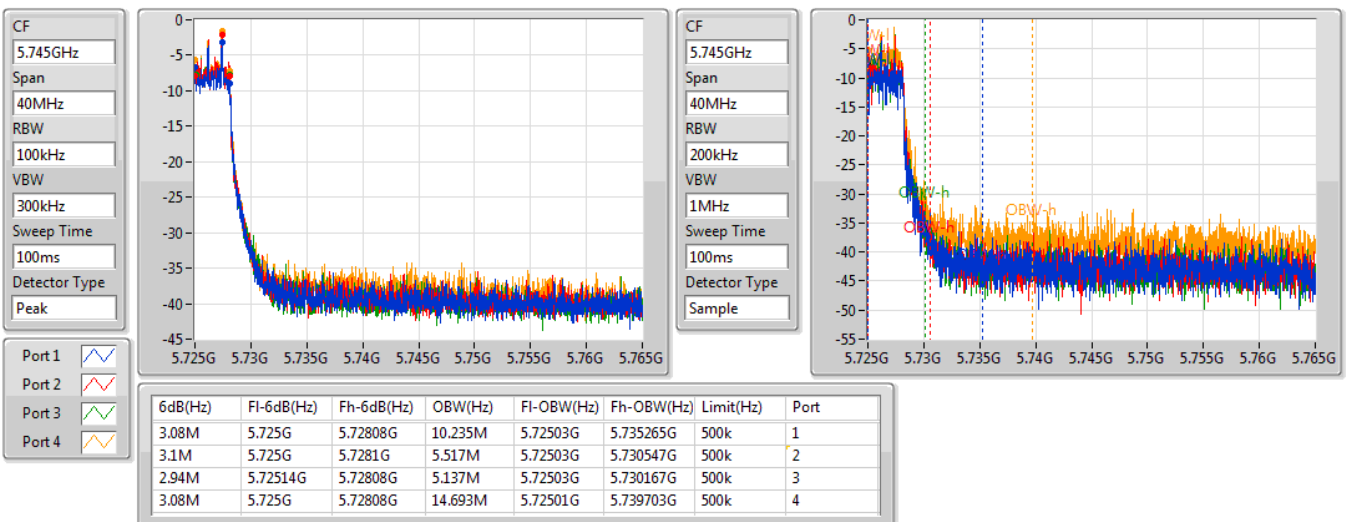 CF
5.745GHz
Span
40MHz
RBW
100kHz
VBW
300kHz
Sweep Time
100ms
Detector Type
Peak
0
-5
-10
-15
-20
-25
-30
-35
-40
-45
5.725G 5.73G 5.735G 5.74G 5.745G 5.75G 5.755G 5.76G 5.765G
CF
5.745GHz
Span
40MHz
RBW
200kHz
VBW
1MHz
Sweep Time
100ms
Detector Type
Sample
0
-5
-10
-15
-20
-25
-30
-35
-40
-45
-50
-55
OBW-h
OBW-h
OBW-h
5.725G 5.73G 5.735G 5.74G 5.745G 5.75G 5.755G 5.76G 5.765G
Port 1
Port 2
Port 3
Port 4
6dB(Hz) Fl-6dB(Hz) Fh-6dB(Hz) OBW(Hz) Fl-OBW(Hz) Fh-OBW(Hz) Limit(Hz) Port
3.08M 5.725G 5.72808G 10.235M 5.72503G 5.735265G 500k 1
3.1M 5.725G 5.7281G 5.517M 5.72503G 5.730547G 500k 2
2.94M 5.72514G 5.72808G 5.137M 5.72503G 5.730167G 500k 3
3.08M 5.725G 5.72808G 14.693M 5.72501G 5.739703G 500k 4